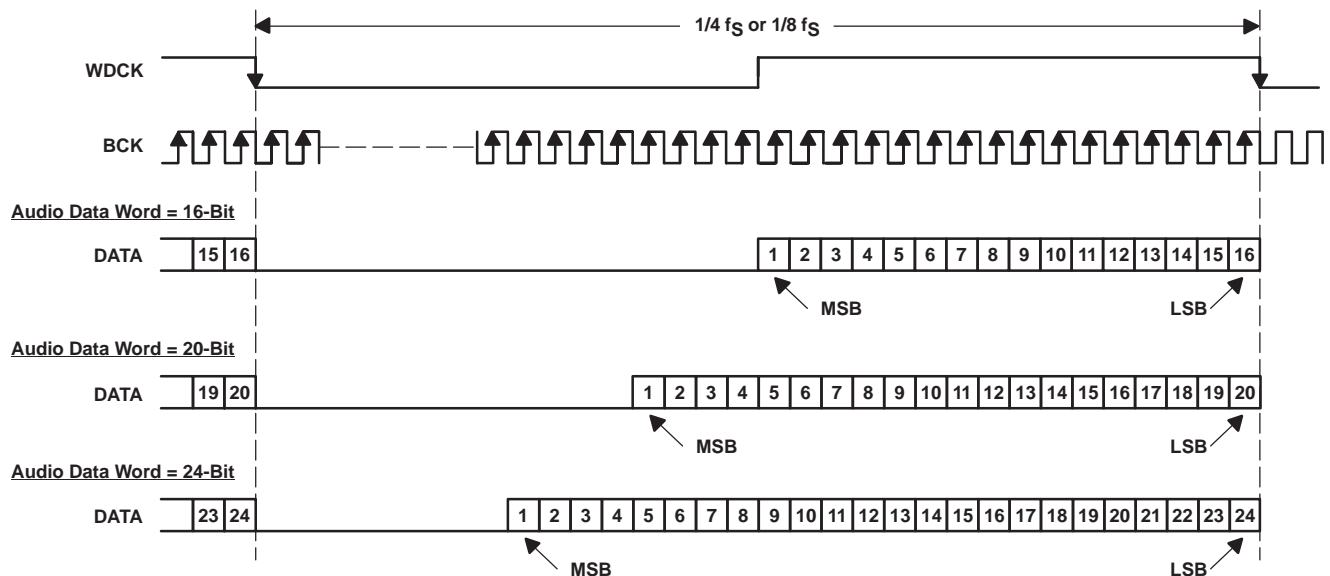 1/4 fS or 1/8 fS
WDCK
BCK
Audio Data Word = 16-Bit
DATA 15 16 1 2 3 4 5 6 7 8 9 10 11 12 13 14 15 16
MSB LSB
Audio Data Word = 20-Bit
DATA 19 20 1 2 3 4 5 6 7 8 9 10 11 12 13 14 15 16 17 18 19 20
MSB LSB
Audio Data Word = 24-Bit
DATA 23 24 1 2 3 4 5 6 7 8 9 10 11 12 13 14 15 16 17 18 19 20 21 22 23 24
MSB LSB